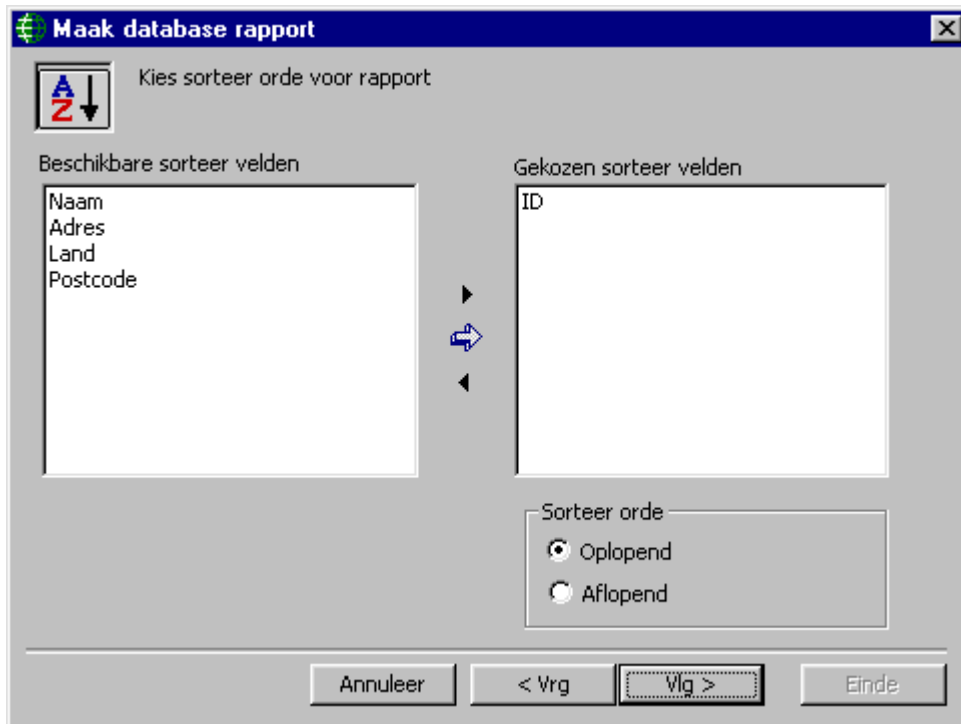 Maak database rapport
A
Z
Kies sorteer orde voor rapport
Beschikbare sorteer velden
Naam
Adres
Land
Postcode
Gekozen sorteer velden
ID
Sorteer orde
Oplopend
Aflopend
Annuleer
< Vrg
Vlg >
Einde